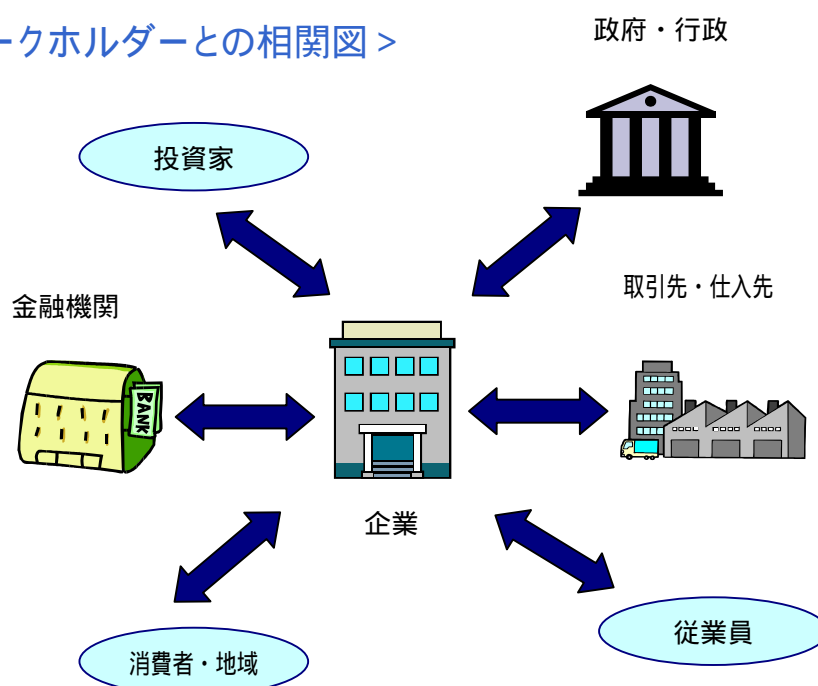 ークホルダーとの相関図>
政府・行政
投資家
取引先・仕入先
金融機関
BANK
企業
従業員
消費者・地域